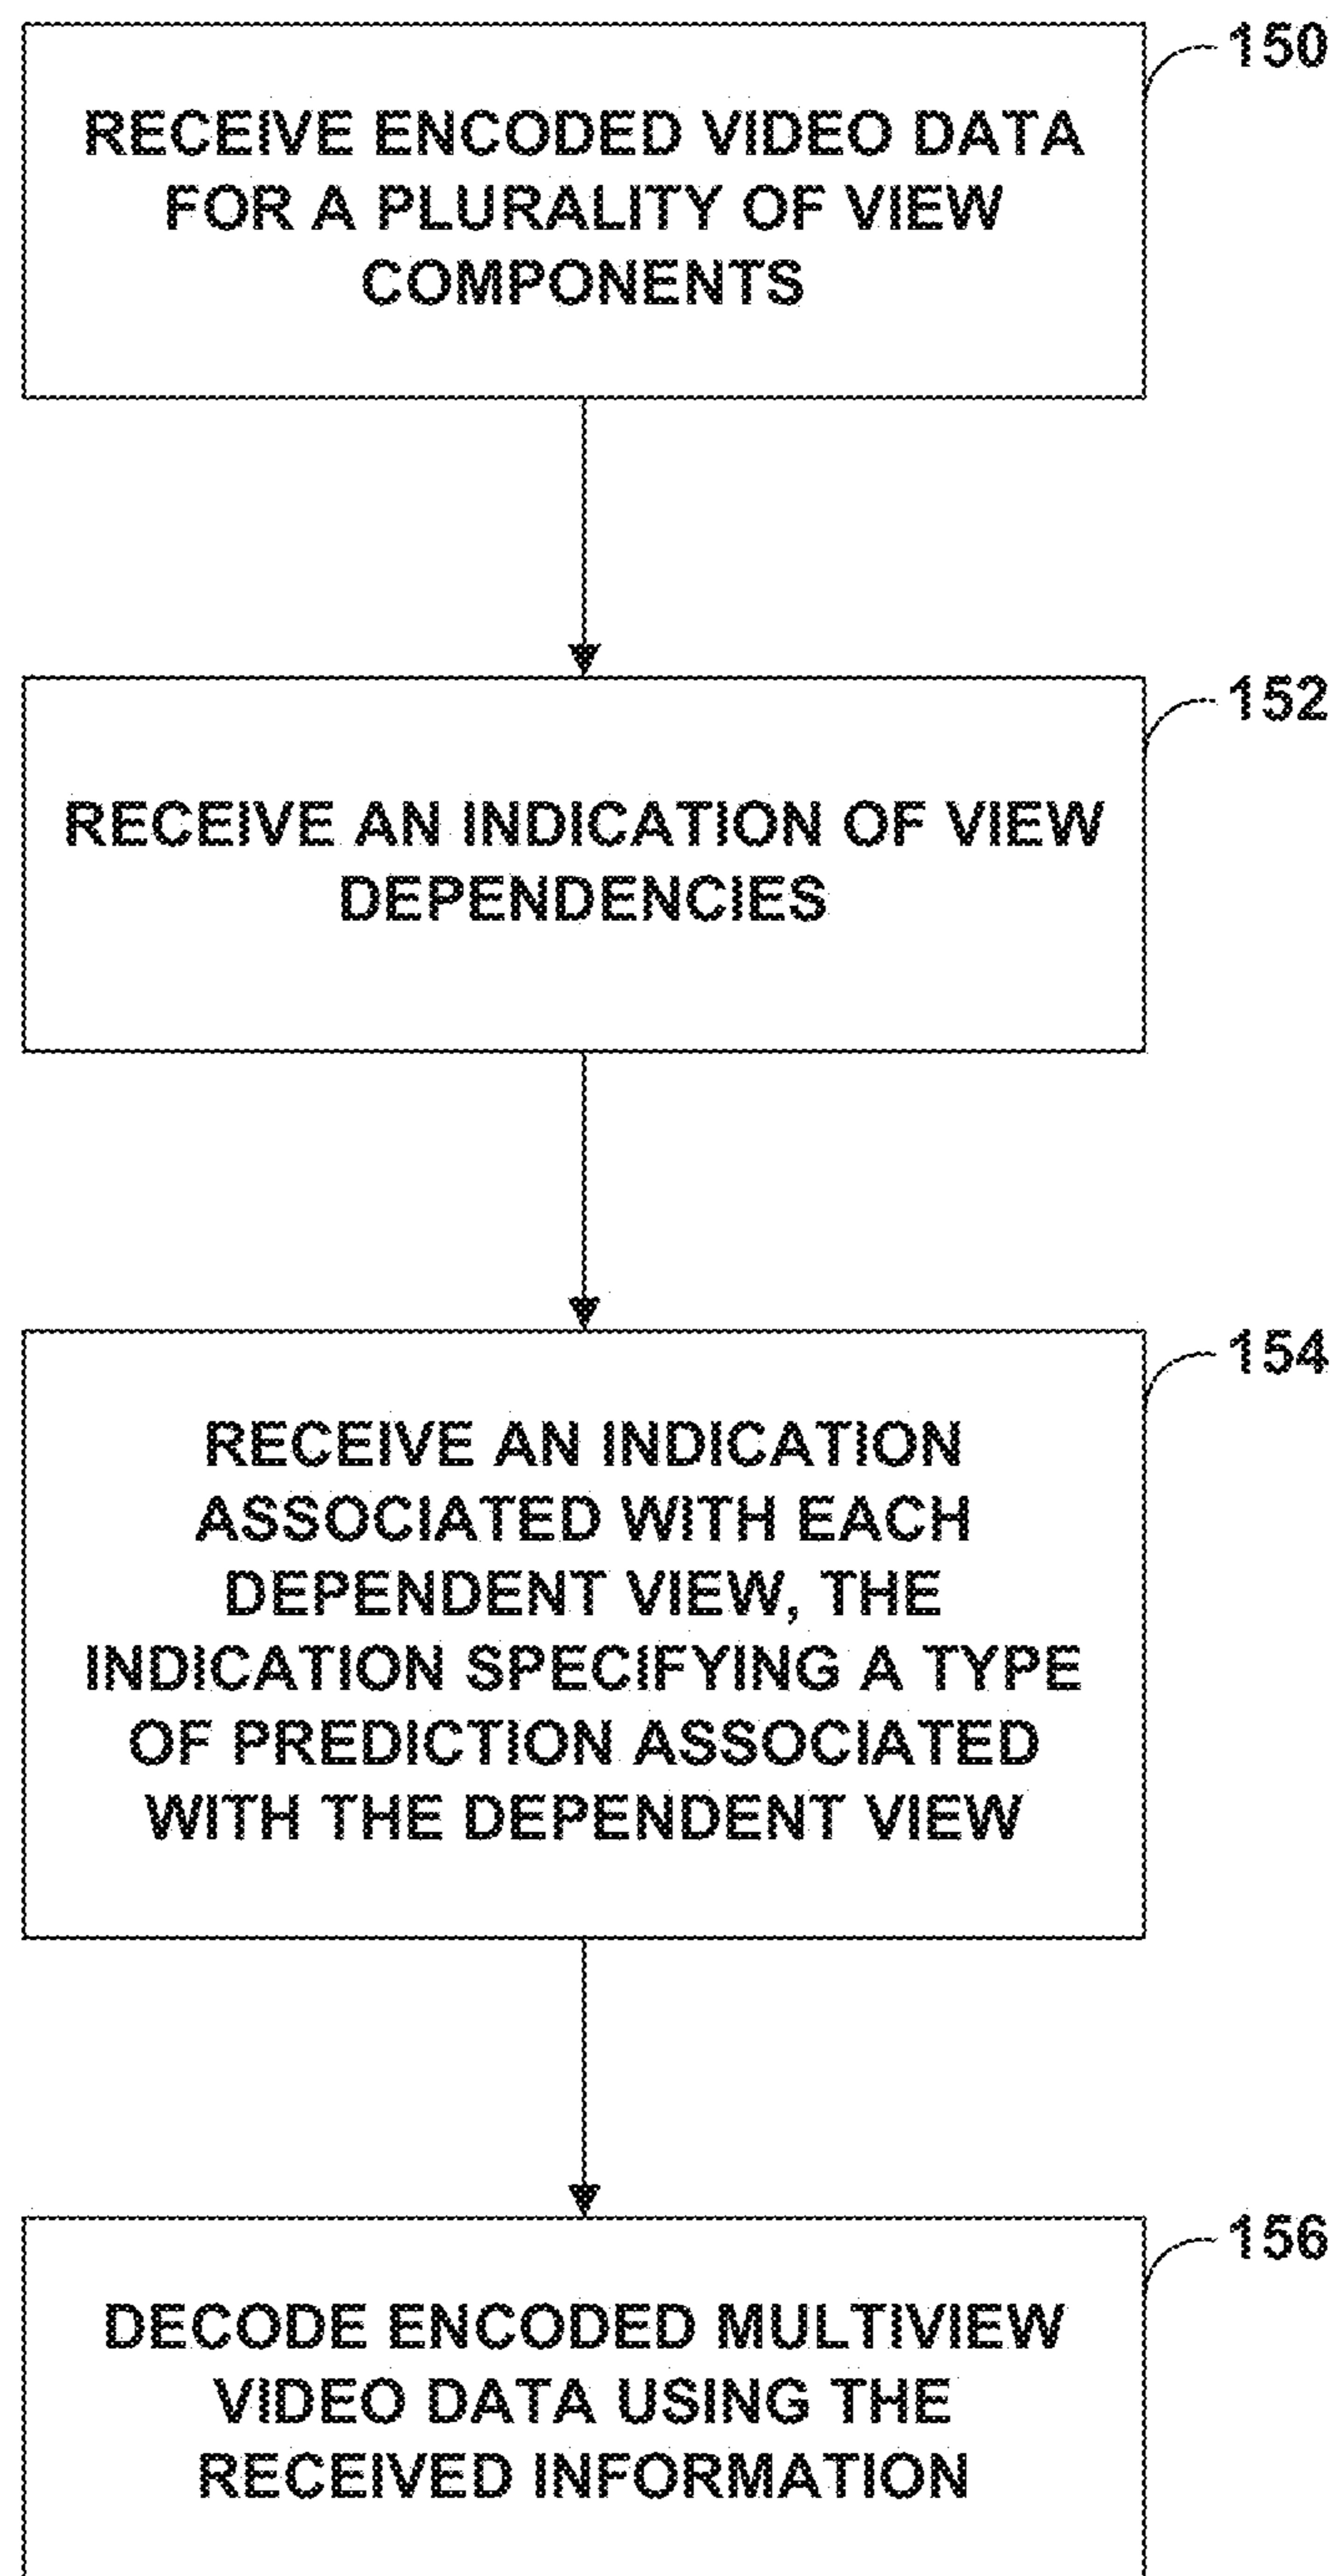 150
RECEIVE ENCODED VIDEO DATA
FOR A PLURALITY OF VIEW
COMPONENTS
152
RECEIVE AN INDICATION OF VIEW
DEPENDENCIES
154
RECEIVE AN INDICATION
ASSOCIATED WITH EACH
DEPENDENT VIEW, THE
INDICATION SPECIFYING A TYPE
OF PREDICTION ASSOCIATED
WITH THE DEPENDENT VIEW
156
DECODE ENCODED MULTIVIEW
VIDEO DATA USING THE
RECEIVED INFORMATION